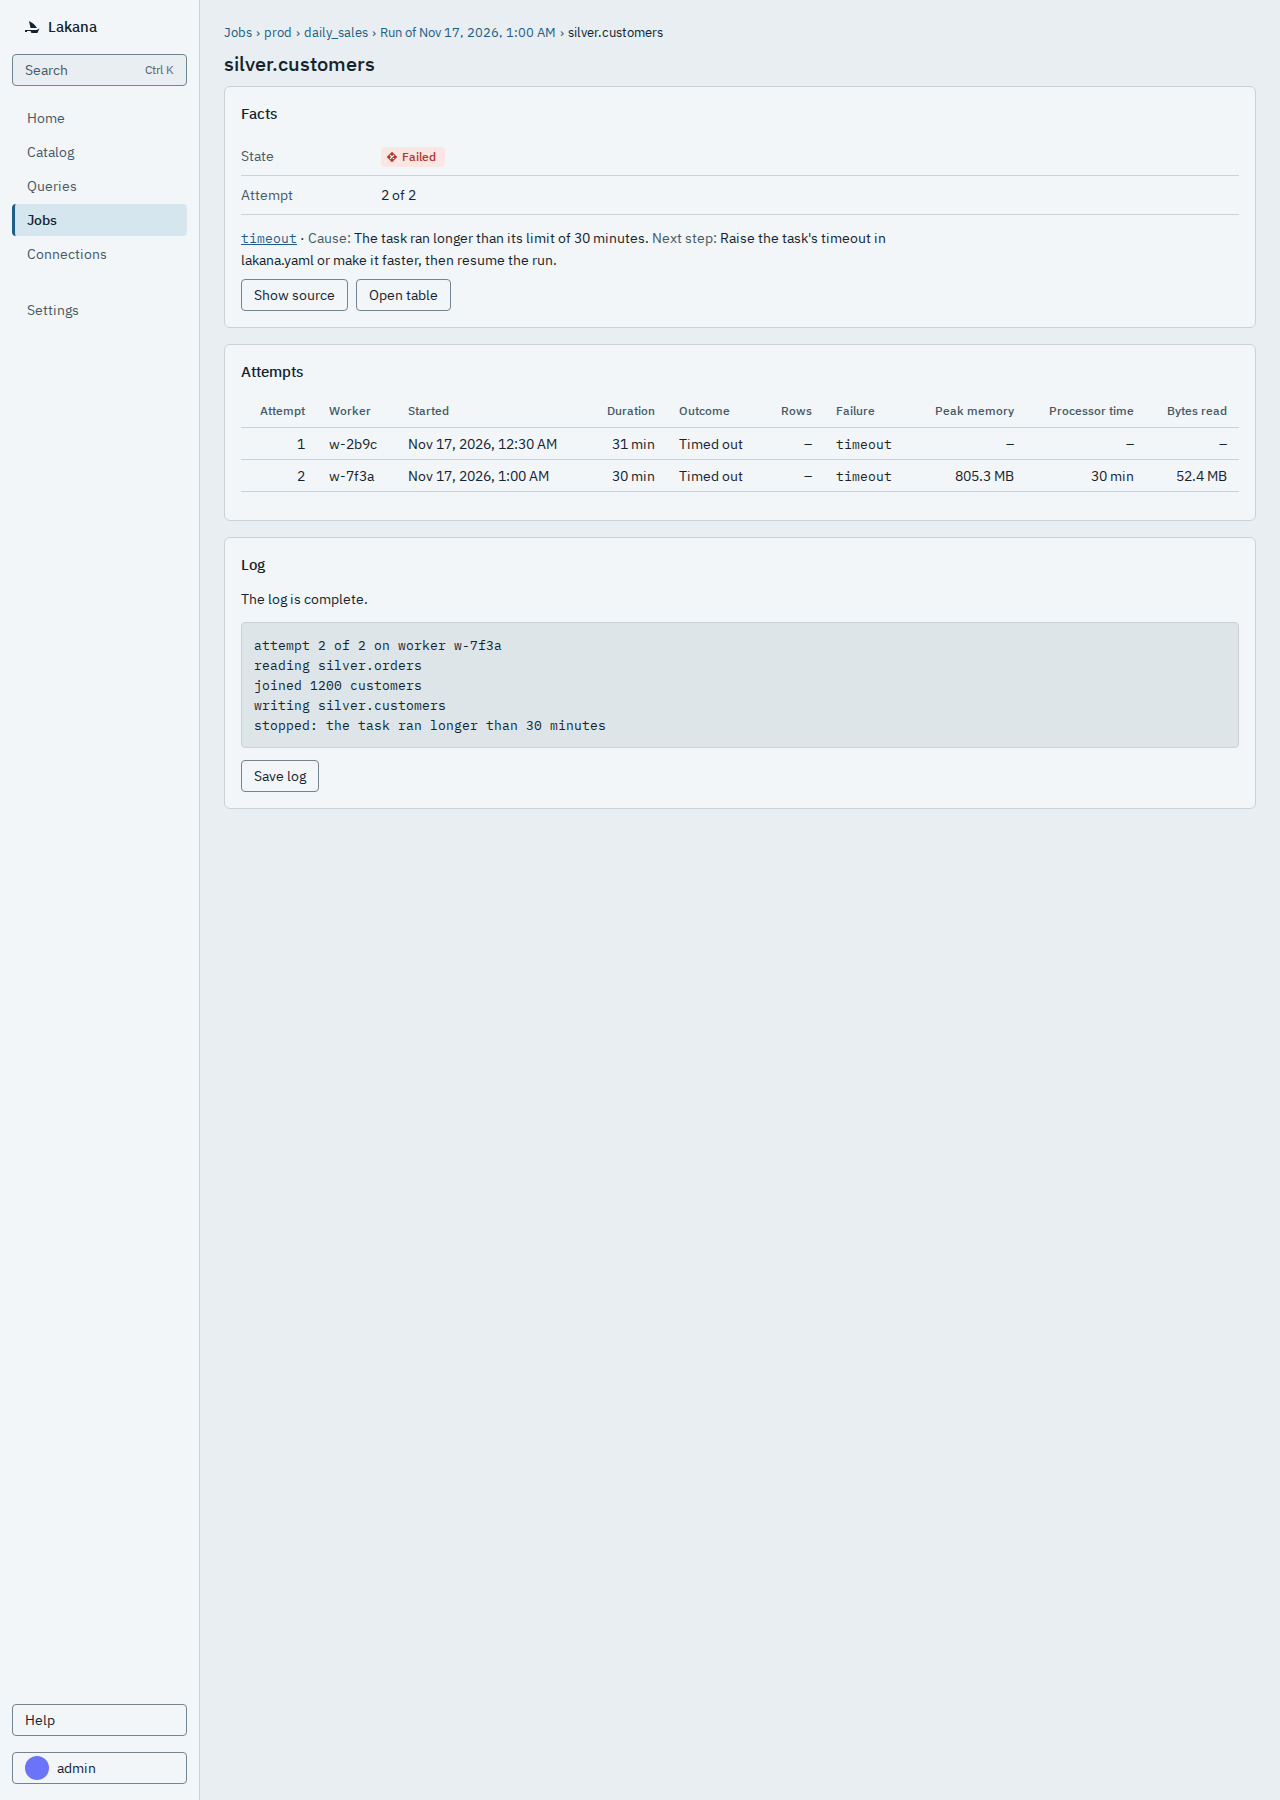 Lakana
Search Ctrl K
Home
Catalog
Queries
Jobs
Connections
Settings
Help
admin
Jobs › prod › daily_sales › Run of Nov 17, 2026, 1:00 AM › silver.customers
silver.customers
Facts
State Failed
Attempt 2 of 2
timeout · Cause: The task ran longer than its limit of 30 minutes. Next step: Raise the task's timeout in
lakana.yaml or make it faster, then resume the run.
Show source Open table
Attempts
Attempt Worker Started Duration Outcome Rows Failure Peak memory Processor time Bytes read
1 w-2b9c Nov 17, 2026, 12:30 AM 31 min Timed out – timeout – – –
2 w-7f3a Nov 17, 2026, 1:00 AM 30 min Timed out – timeout 805.3 MB 30 min 52.4 MB
Log
The log is complete.
attempt 2 of 2 on worker w-7f3a
reading silver.orders
joined 1200 customers
writing silver.customers
stopped: the task ran longer than 30 minutes
Save log